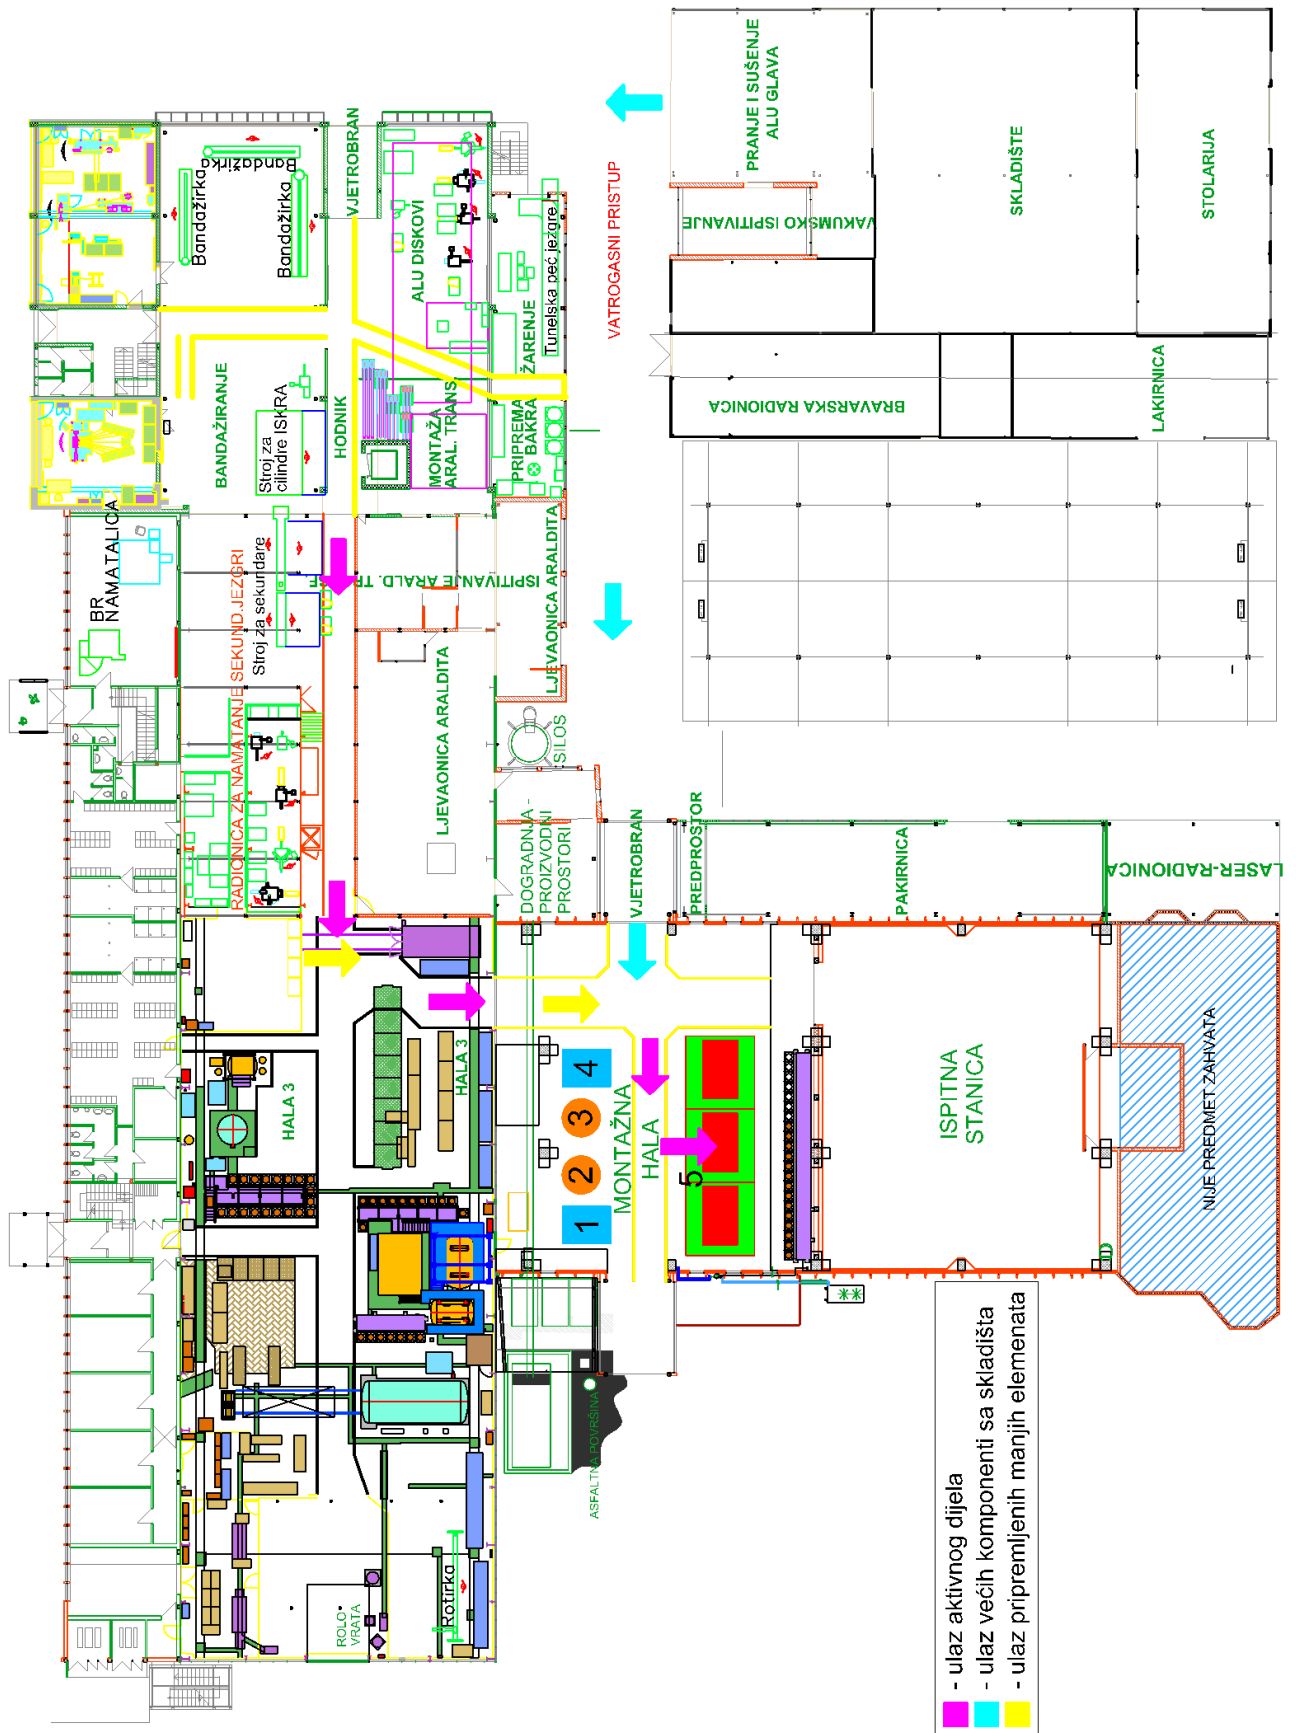 PRANJE I SUŠENJE
ALU GLAVA
SKLADIŠTE
STOLARIJA
VAKUMSKO ISPITIVANJE
BRAVARSKA RADIONICA
LAKIRNICA
VATROGASNI PRISTUP
VJETROBRAN
Bandažirka
Bandažirka
Bandažirka
ALU DISKOVI
Tunelska peć jezgre
ŽARENJE
BANDAŽIRANJE
Stroj za
cilindre ISKRA
HODNIK
MONTAŽA
ARAL. TRANS.
PRIPREMA
BAKRA
BR
NAMATALICA
RADIONICA ZA NAMATANJE SEKUND.JEZGRI
Stroj za sekundare
ISPITIVANJE ARALD. TR
LJEVAONICA ARALDITA
LJEVAONICA ARALDITA
SILOS
DOGRADNJA -
PROIZVODNI
PROSTORI
VJETROBRAN
PREDPROSTOR
PAKIRNICA
LASER-RADIONICA
HALA 3
HALA 3
1
2
3
4
MONTAŽNA
HALA
5
ISPITNA
STANICA
NIJE PREDMET ZAHVATA
ASFALTNA POVRŠINA
ROLO
VRATA
Rotirka
- ulaz aktivnog dijela
- ulaz većih komponenti sa skladišta
- ulaz pripremljenih manjih elemenata